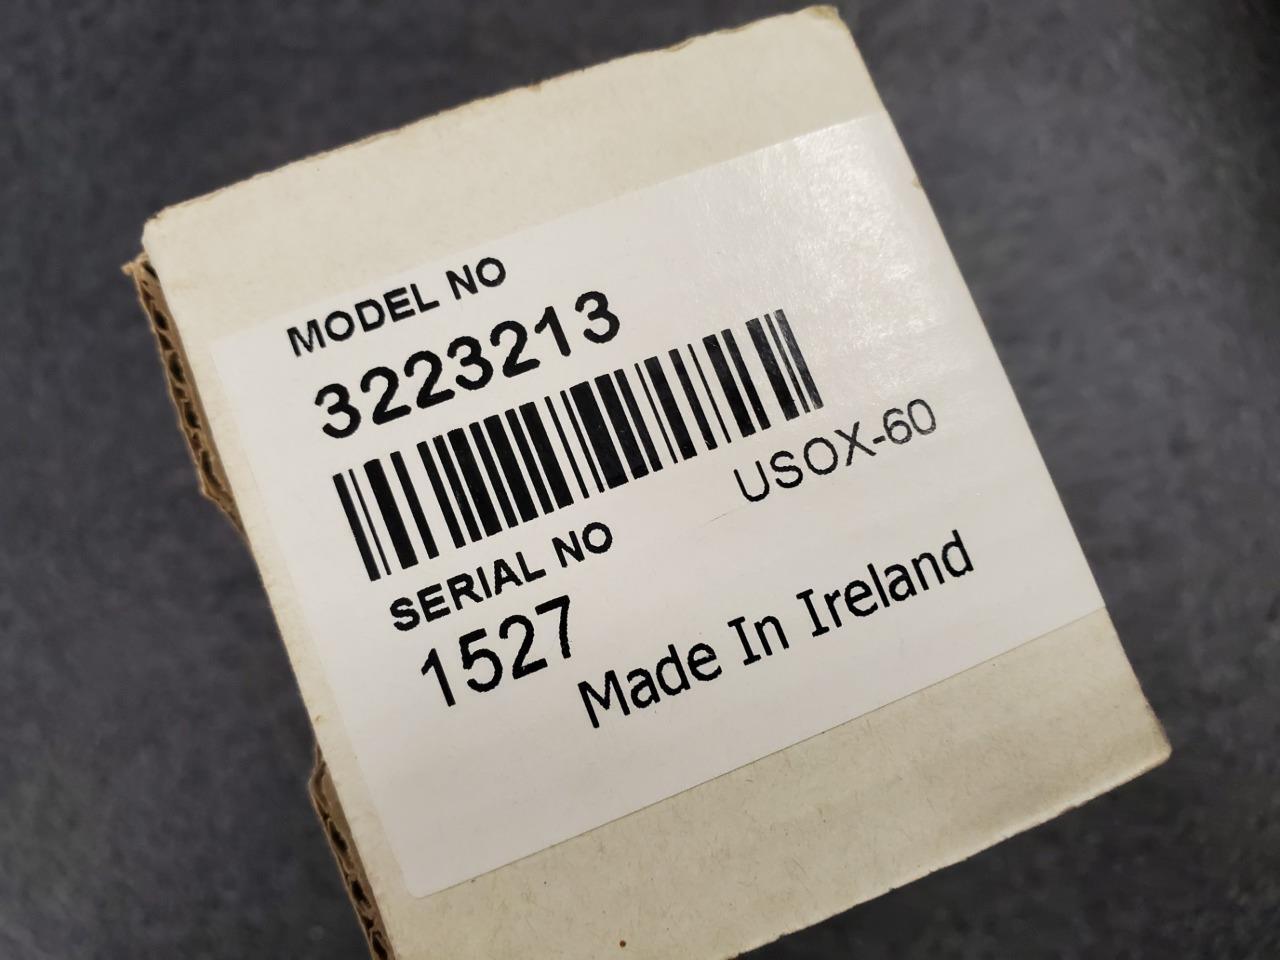 MODEL NO
3223213
USOX-60
SERIAL NO
1527
Made In Ireland